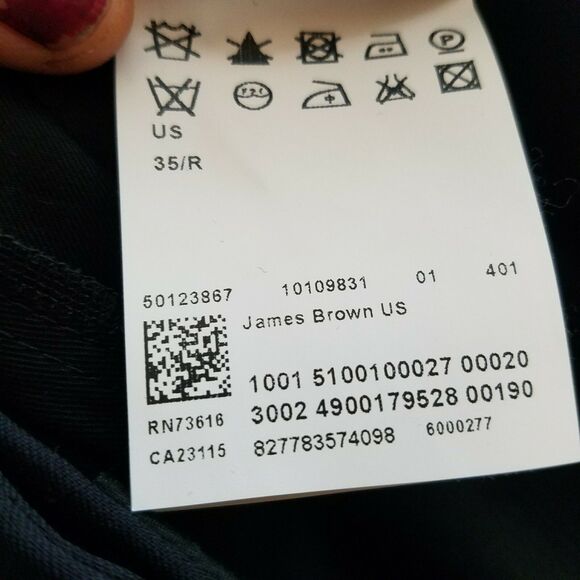 P
US
35/R
50123867 10109831 01 401
James Brown US
1001 5100100027 00020
RN73616 3002 4900179528 00190
CA23115 827783574098 6000277